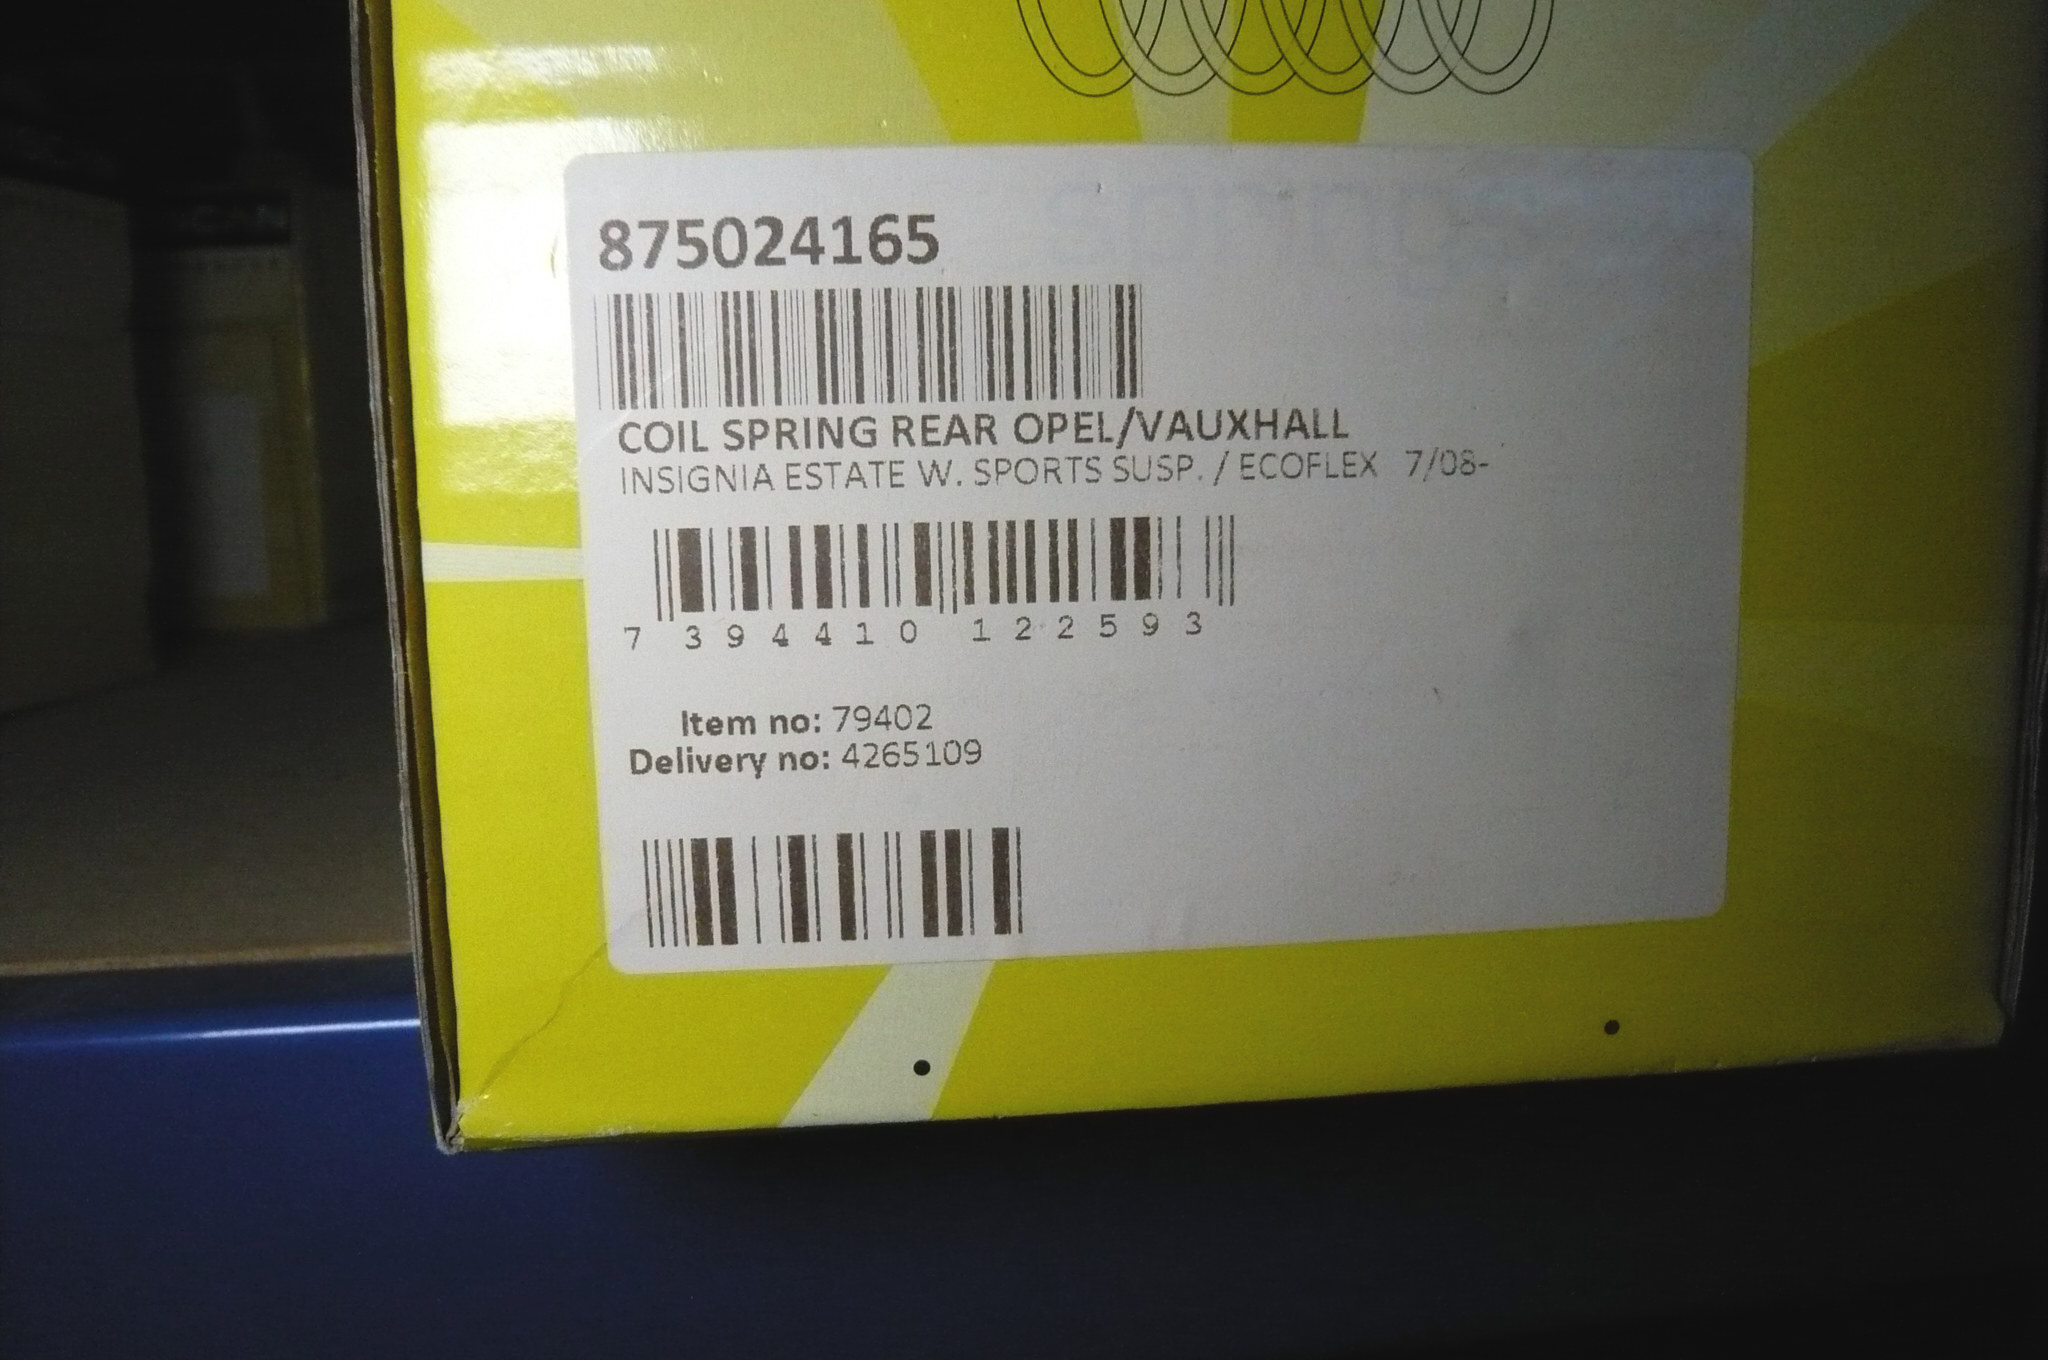 875024165
COIL SPRING REAR OPEL/VAUXHALL
INSIGNIA ESTATE W. SPORTS SUSP. / ECOFLEX 7/08-
7 394410 122593
Item no: 79402
Delivery no: 4265109